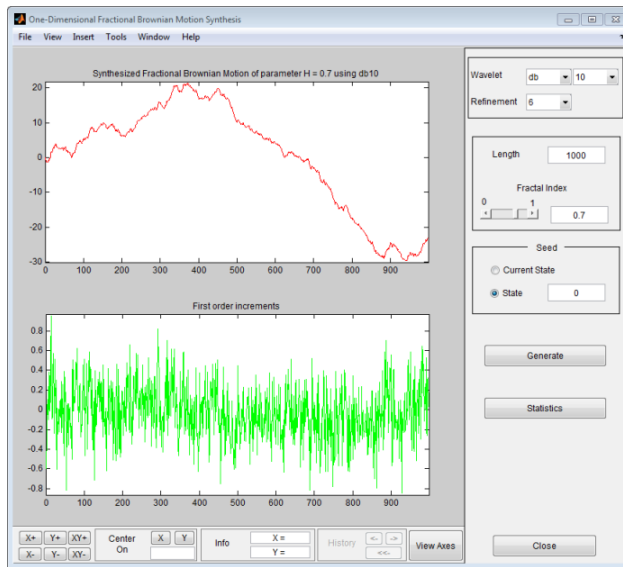 One-Dimensional Fractional Brownian Motion Synthesis
File View Insert Tools Window Help
Synthesized Fractional Brownian Motion of parameter H = 0.7 using db10
20
10
0
-10
-20
-30
0 100 200 300 400 500 600 700 800 900
First order increments
0.8
0.6
0.4
0.2
0
-0.2
-0.4
-0.6
-0.8
0 100 200 300 400 500 600 700 800 900
Wavelet db 10
Refinement 6
Length 1000
Fractal Index
0 1
0.7
Seed
Current State
State 0
Generate
Statistics
X+ Y+ XY+
X- Y- XY-
Center
On
X Y
Info
X =
Y =
History
<- ->
<<-
View Axes
Close